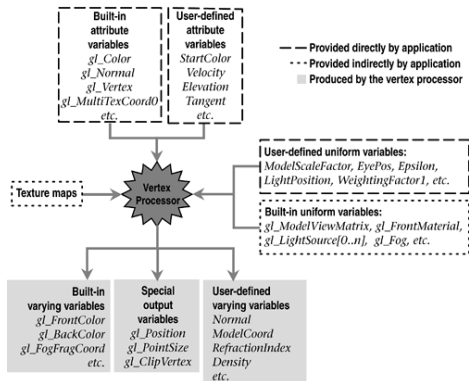 Built-in
attribute
variables
gl_Color
gl_Normal
gl_Vertex
gl_MultiTexCoord0
etc.
User-defined
attribute
variables
StartColor
Velocity
Elevation
Tangent
etc.
Provided directly by application
Provided indirectly by application
Produced by the vertex processor
Texture maps
Vertex
Processor
User-defined uniform variables:
ModelScaleFactor, EyePos, Epsilon,
LightPosition, WeightingFactor1, etc.
Built-in uniform variables:
gl_ModelViewMatrix, gl_FrontMaterial,
gl_LightSource[0..n], gl_Fog, etc.
Built-in
varying variables
gl_FrontColor
gl_BackColor
gl_FogFragCoord
etc.
Special
output
variables
gl_Position
gl_PointSize
gl_ClipVertex
User-defined
varying variables
Normal
ModelCoord
RefractionIndex
Density
etc.